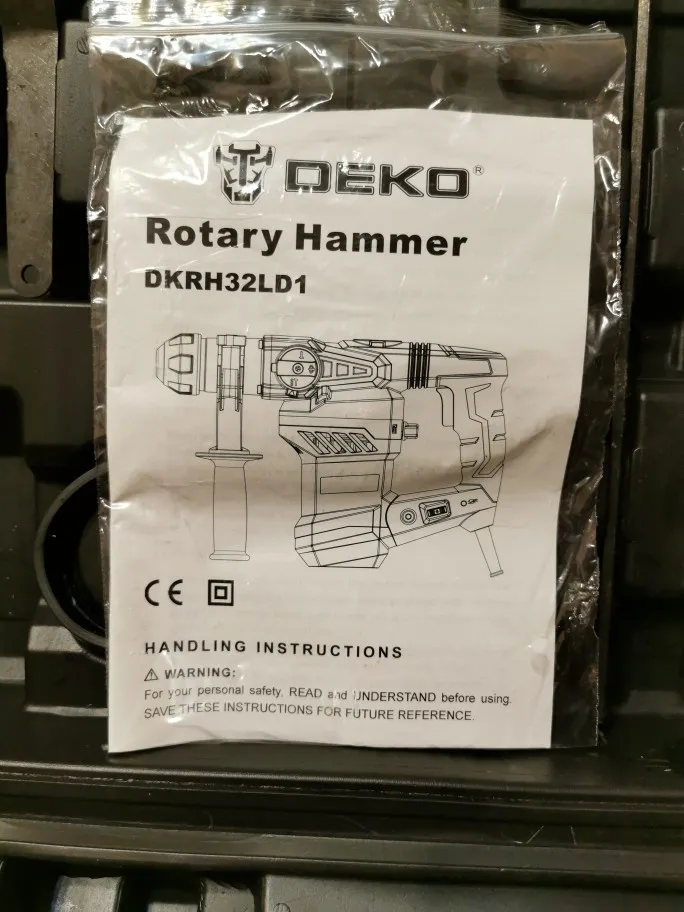 DEKO®
Rotary Hammer
DKRH32LD1
CE
HANDLING INSTRUCTIONS
WARNING:
For your personal safety, READ and UNDERSTAND before using.
SAVE THESE INSTRUCTIONS FOR FUTURE REFERENCE.